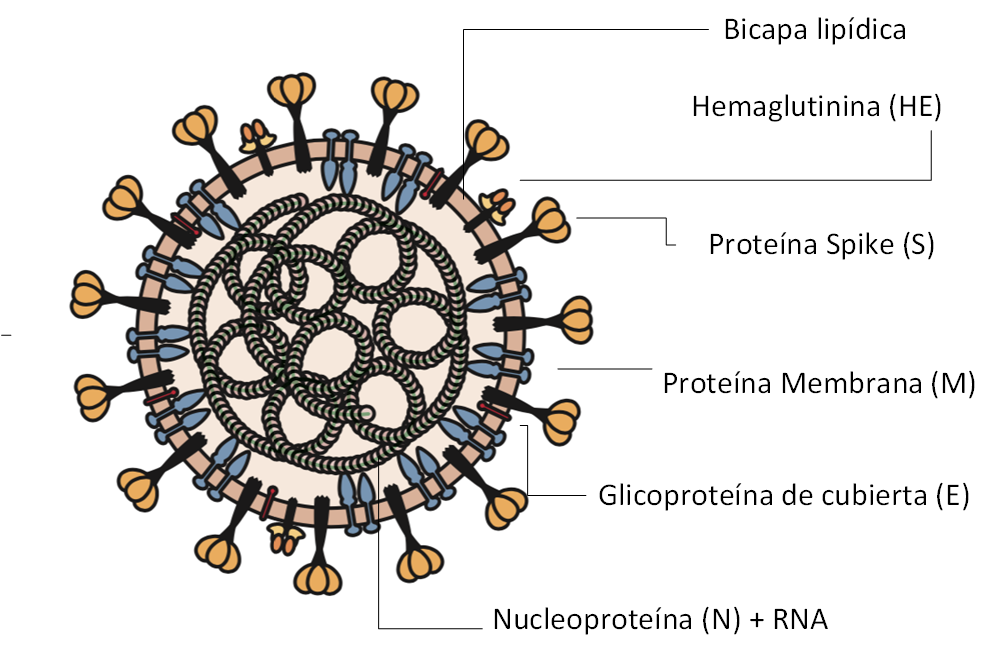 Bicapa lipídica
Hemaglutinina (HE)
Proteína Spike (S)
Proteína Membrana (M)
Glicoproteína de cubierta (E)
Nucleoproteína (N) + RNA